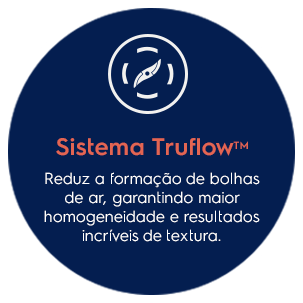 Sistema Truflow™
Reduz a formação de bolhas
de ar, garantindo maior
homogeneidade e resultados
incríveis de textura.